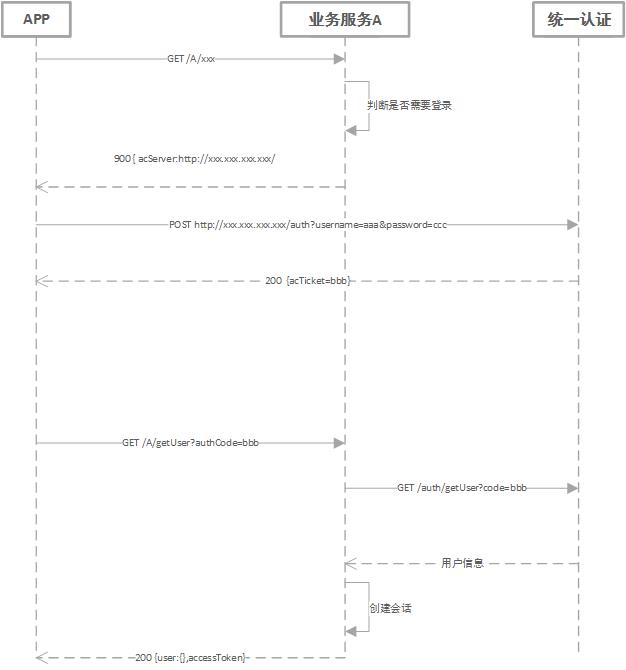 APP
业务服务A
统一认证
GET /A/xxx
判断是否需要登录
900 { acServer:http://xxx.xxx.xxx.xxx/
POST http://xxx.xxx.xxx.xxx/auth?username=aaa&password=ccc
200 {acTicket=bbb}
GET /A/getUser?authCode=bbb
GET /auth/getUser?code=bbb
用户信息
创建会话
200 {user:{},accessToken}